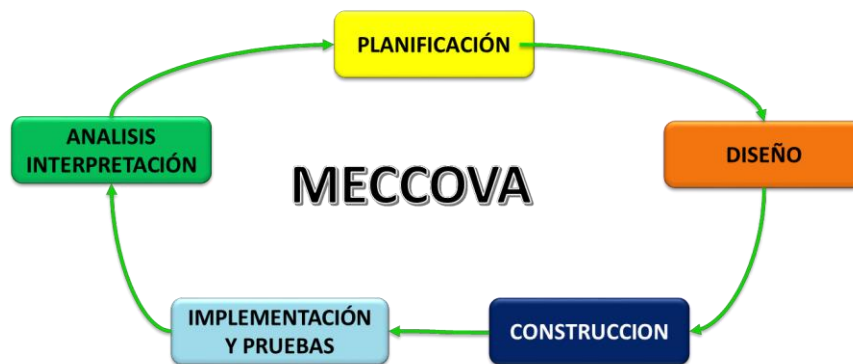 PLANIFICACIÓN
ANALISIS
INTERPRETACIÓN
DISEÑO
MECCOVA
IMPLEMENTACIÓN
Y PRUEBAS
CONSTRUCCION